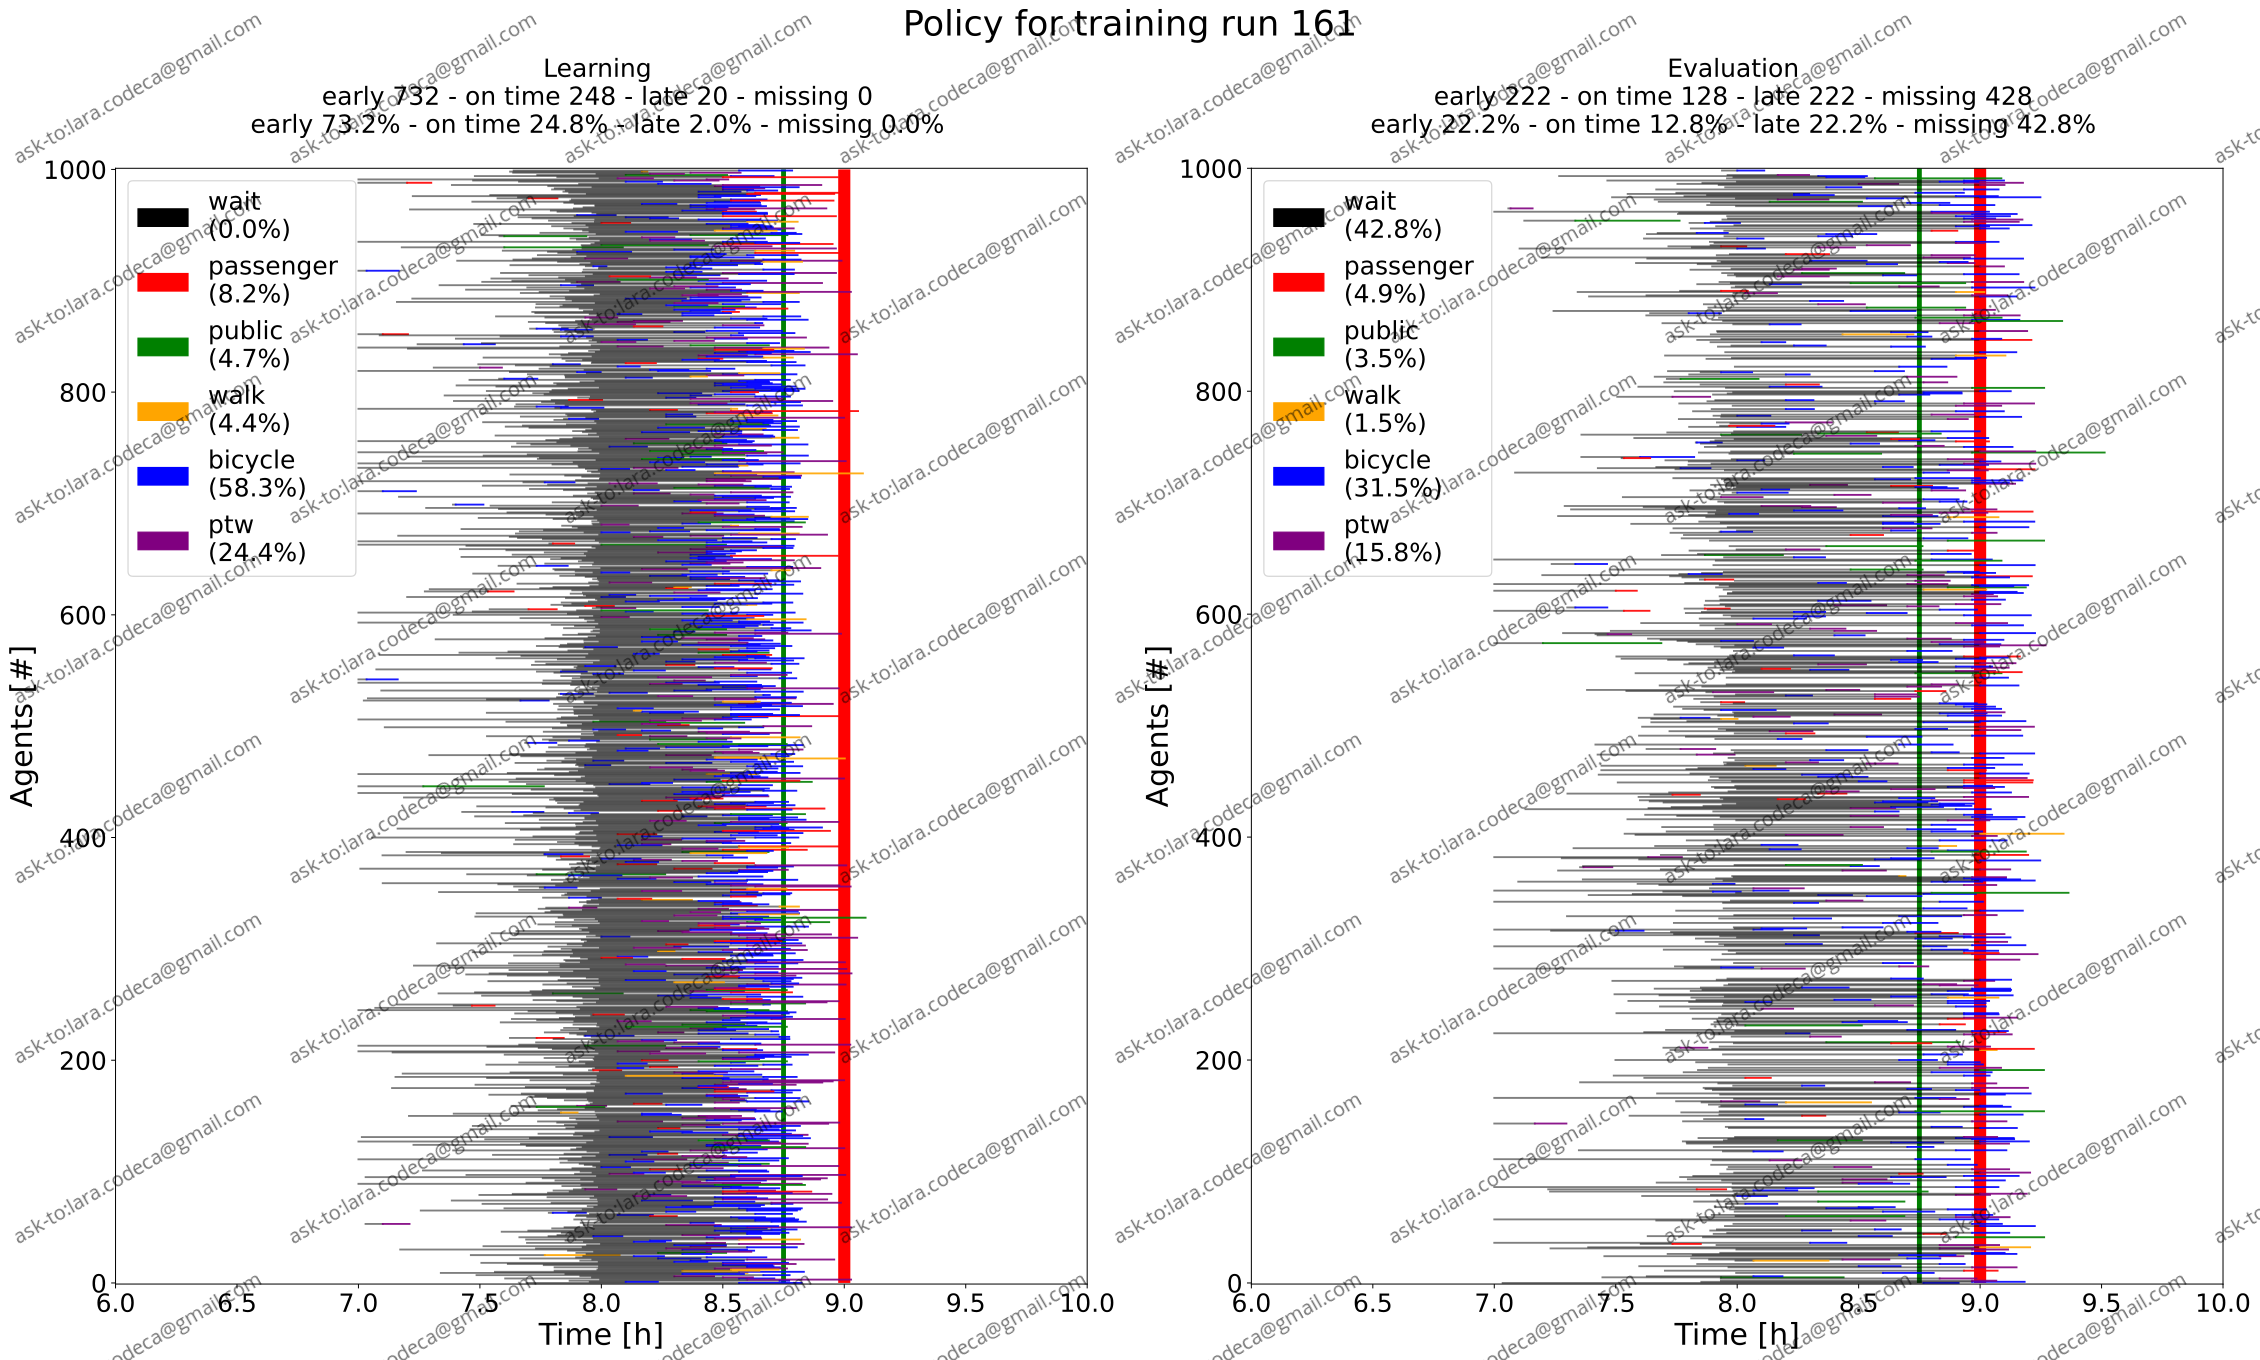 Policy for training run 161
Learning
early 732 - on time 248 - late 20 - missing 0
early 73.2% - on time 24.8% - late 2.0% - missing 0.0%
Evaluation
early 222 - on time 128 - late 222 - missing 428
early 22.2% - on time 12.8% - late 22.2% - missing 42.8%
wait
(0.0%)
passenger
(8.2%)
public
(4.7%)
walk
(4.4%)
bicycle
(58.3%)
ptw
(24.4%)
1000
800
600
400
200
0
Agents [#]
6.0 6.5 7.0 7.5 8.0 8.5 9.0 9.5 10.0
Time [h]
wait
(42.8%)
passenger
(4.9%)
public
(3.5%)
walk
(1.5%)
bicycle
(31.5%)
ptw
(15.8%)
1000
800
600
400
200
0
Agents [#]
6.0 6.5 7.0 7.5 8.0 8.5 9.0 9.5 10.0
Time [h]
ask-to:lara.codeca@gmail.com